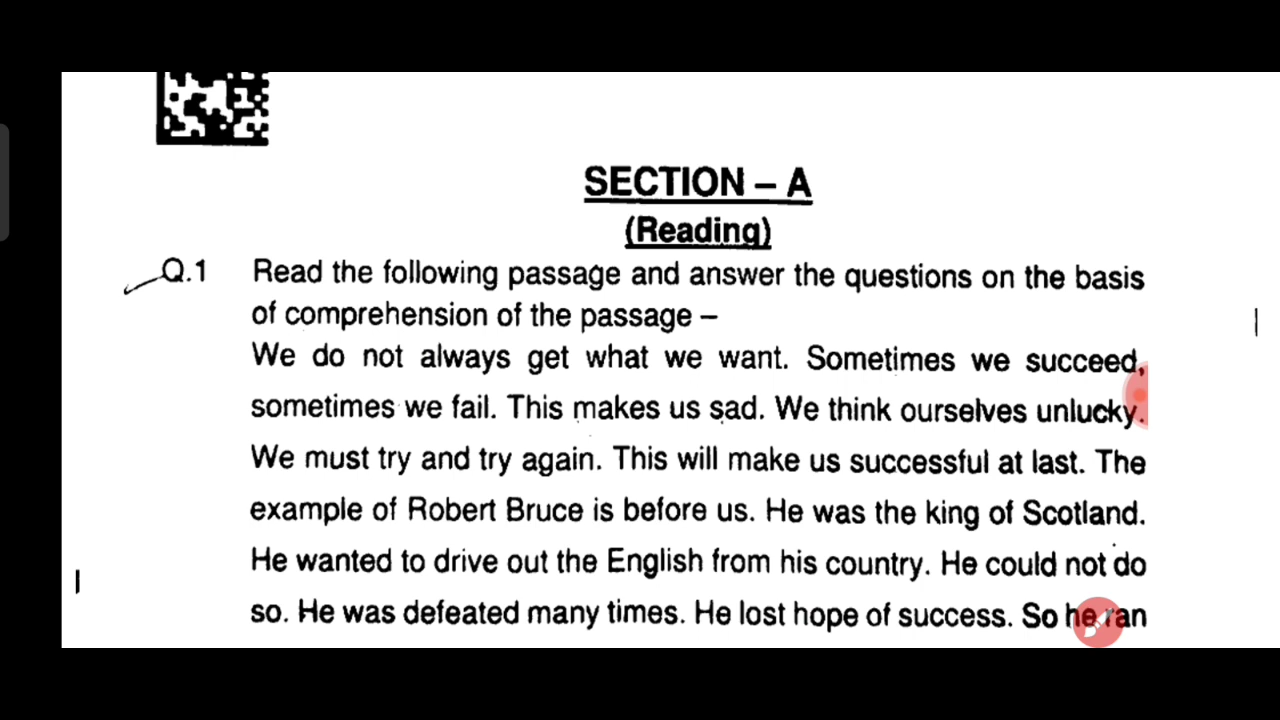 SECTION – A
(Reading)
Q.1 Read the following passage and answer the questions on the basis
of comprehension of the passage –
We do not always get what we want. Sometimes we succeed,
sometimes we fail. This makes us sad. We think ourselves unlucky.
We must try and try again. This will make us successful at last. The
example of Robert Bruce is before us. He was the king of Scotland.
He wanted to drive out the English from his country. He could not do
so. He was defeated many times. He lost hope of success. So he ran